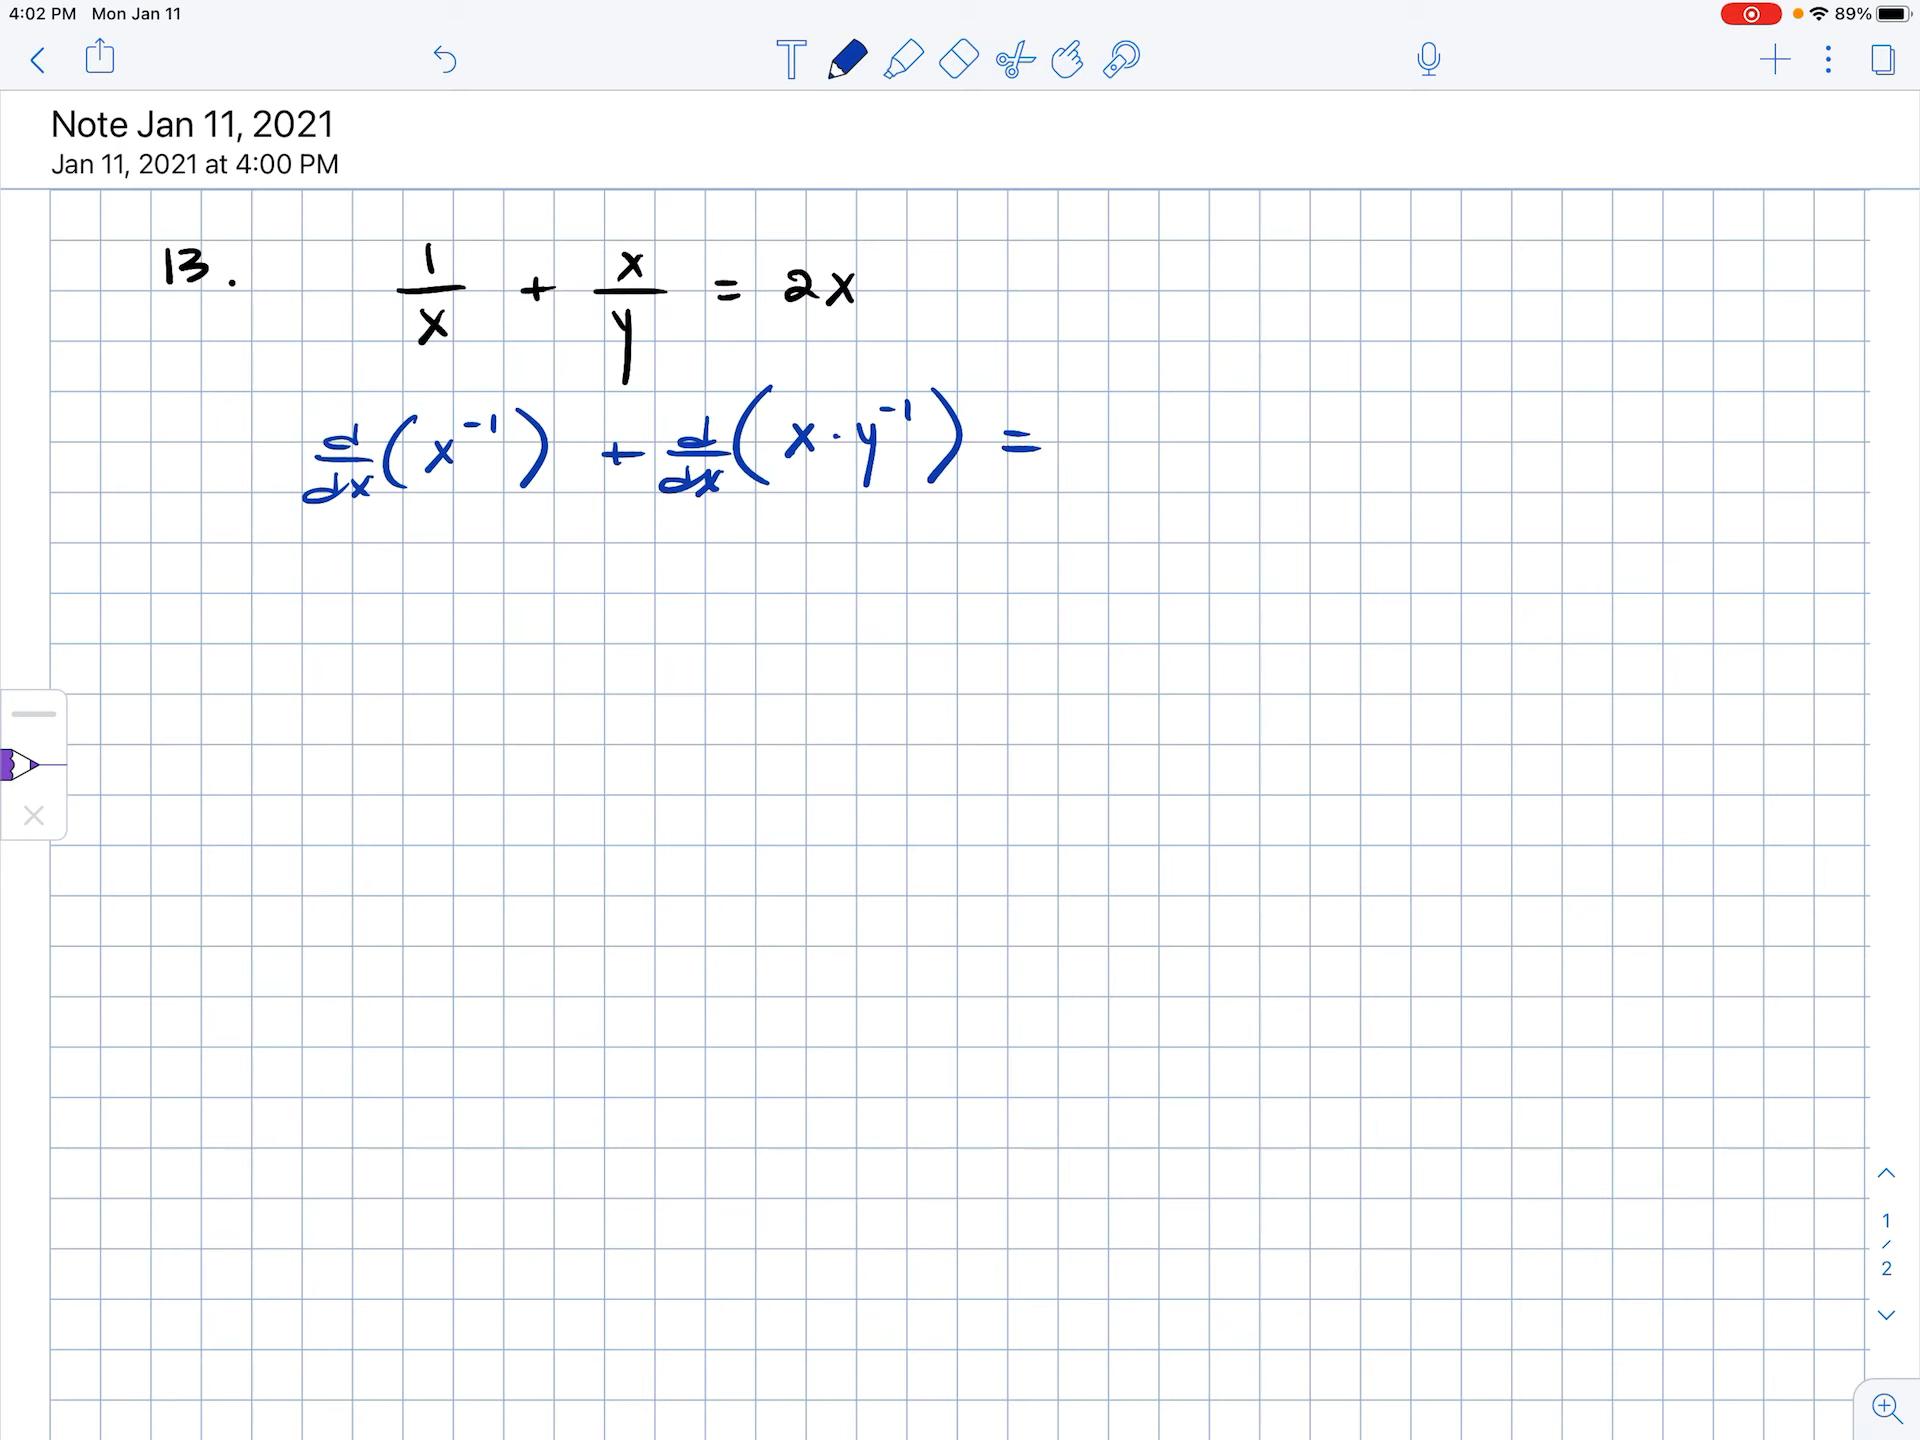 4:02 PM Mon Jan 11
89%
T
Note Jan 11, 2021
Jan 11, 2021 at 4:00 PM
13. 1/x + x/y = 2x
d/dx (x⁻¹) + d/dx (x · y⁻¹) =
1
/
2